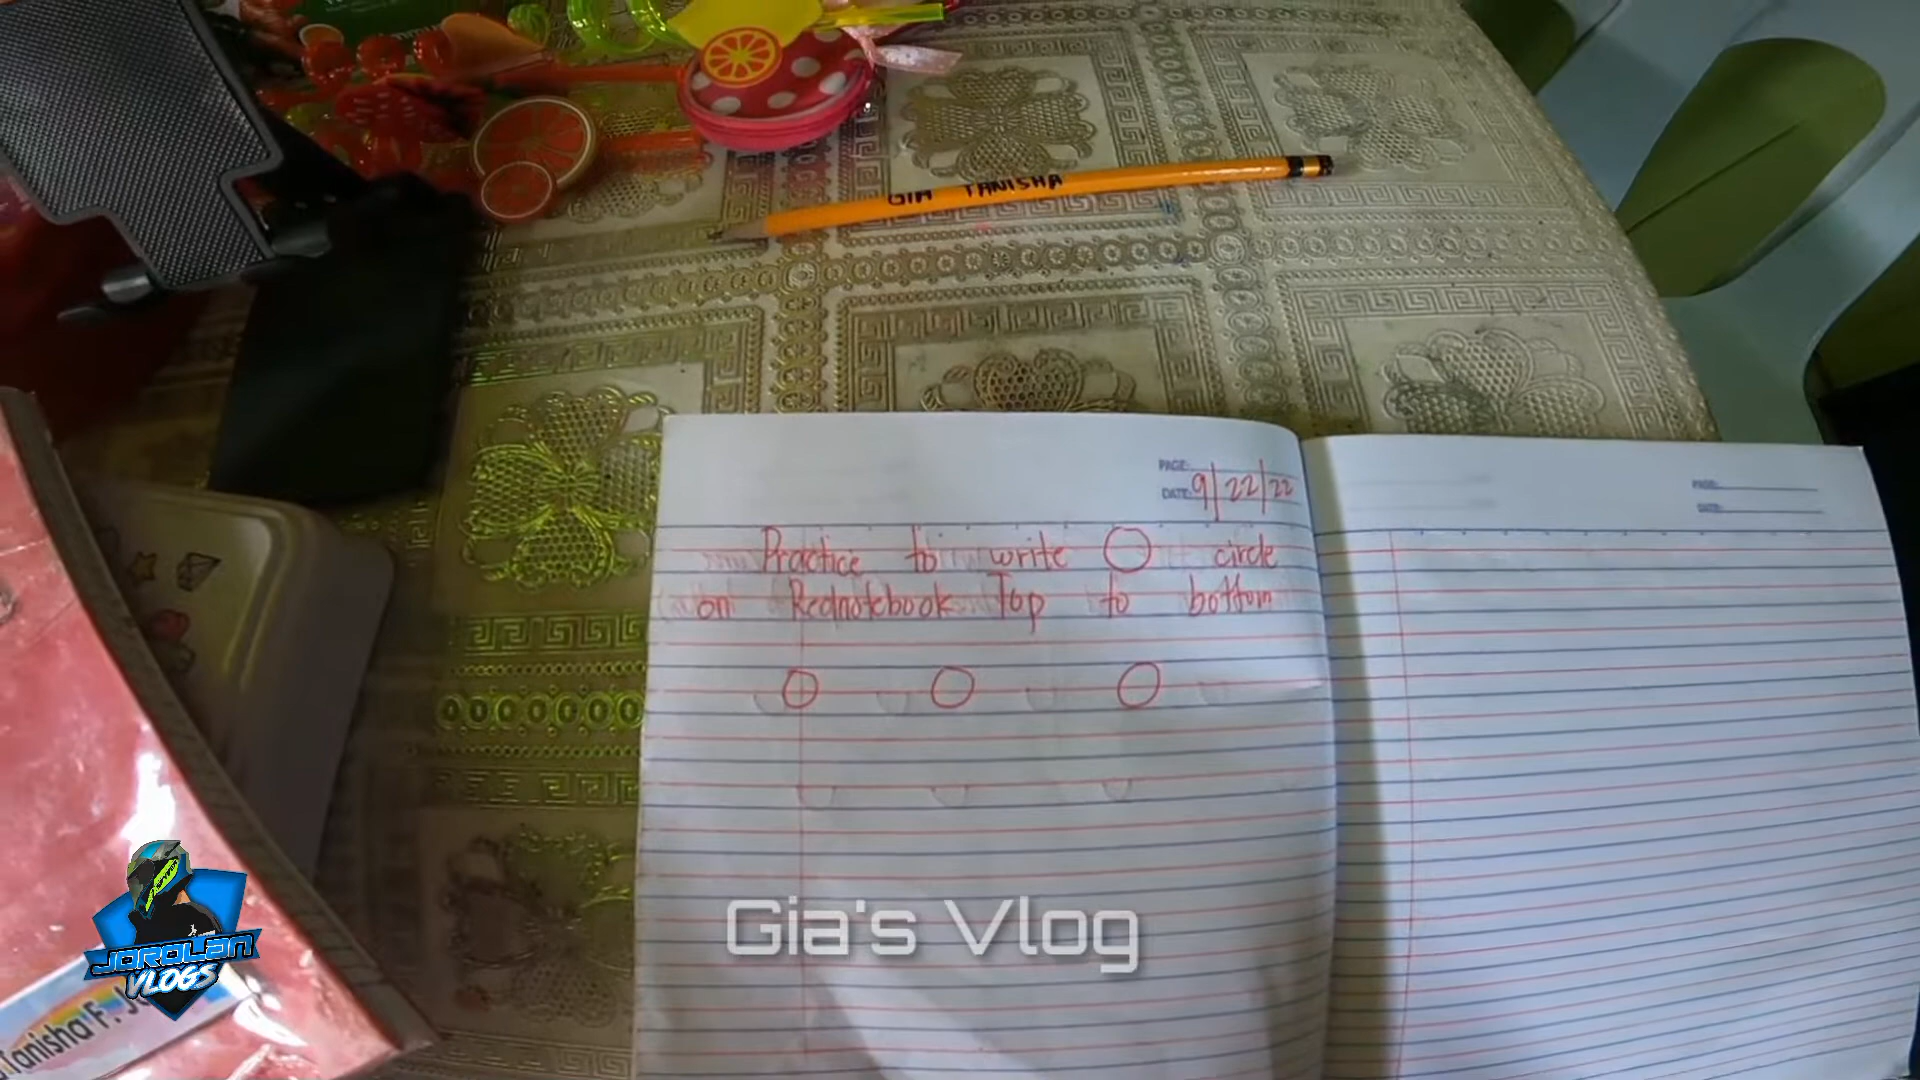 GIA TANISHA
PAGE:
DATE: 9/22/22
Practice to write ○ circle
on Rednotebook Top to bottom
PAGE:
DATE:
Gia's Vlog
JOROLAN
VLOGS
Tanisha F.